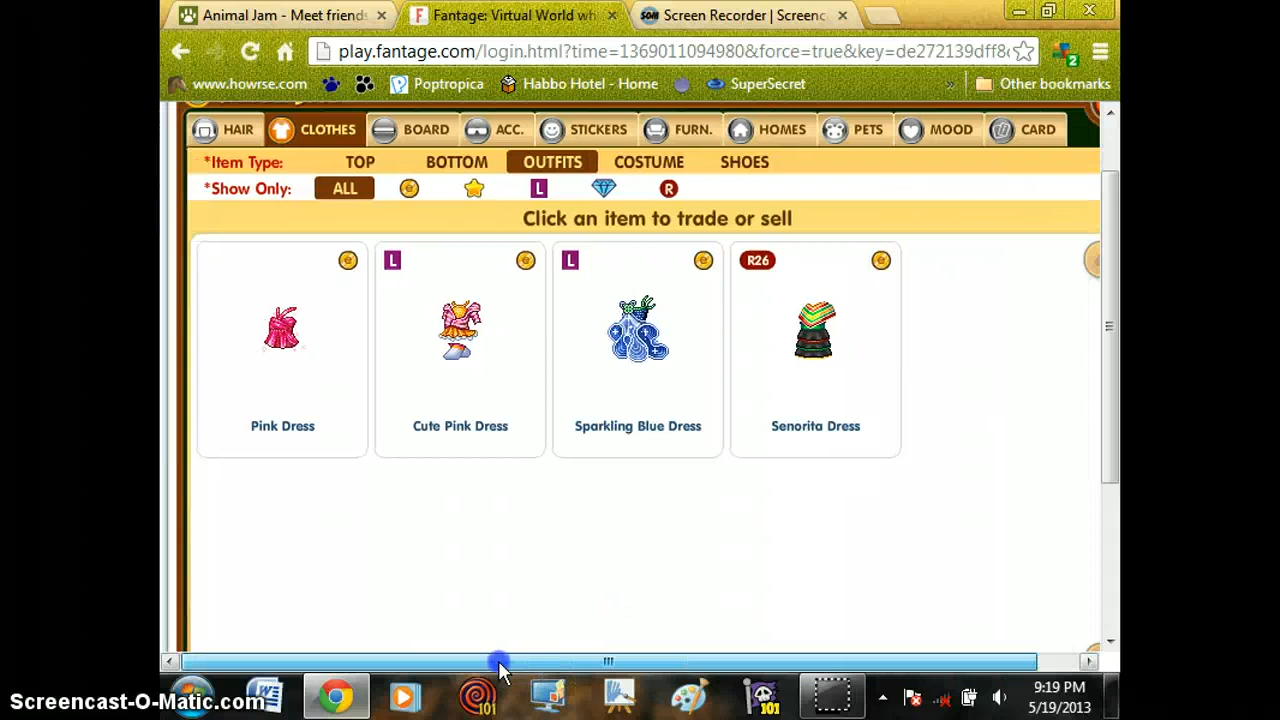 Animal Jam - Meet friends
Fantage: Virtual World wh
Screen Recorder | Screenc
play.fantage.com/login.html?time=1369011094980&force=true&key=de272139dff8
2
www.howrse.com
Poptropica
Habbo Hotel - Home
SuperSecret
»
Other bookmarks
HAIR
CLOTHES
BOARD
ACC.
STICKERS
FURN.
HOMES
PETS
MOOD
CARD
*Item Type:
TOP
BOTTOM
OUTFITS
COSTUME
SHOES
*Show Only:
ALL
L
R
Click an item to trade or sell
L
L
R26
Pink Dress
Cute Pink Dress
Sparkling Blue Dress
Senorita Dress
101
101
9:19 PM
5/19/2013
Screencast-O-Matic.com